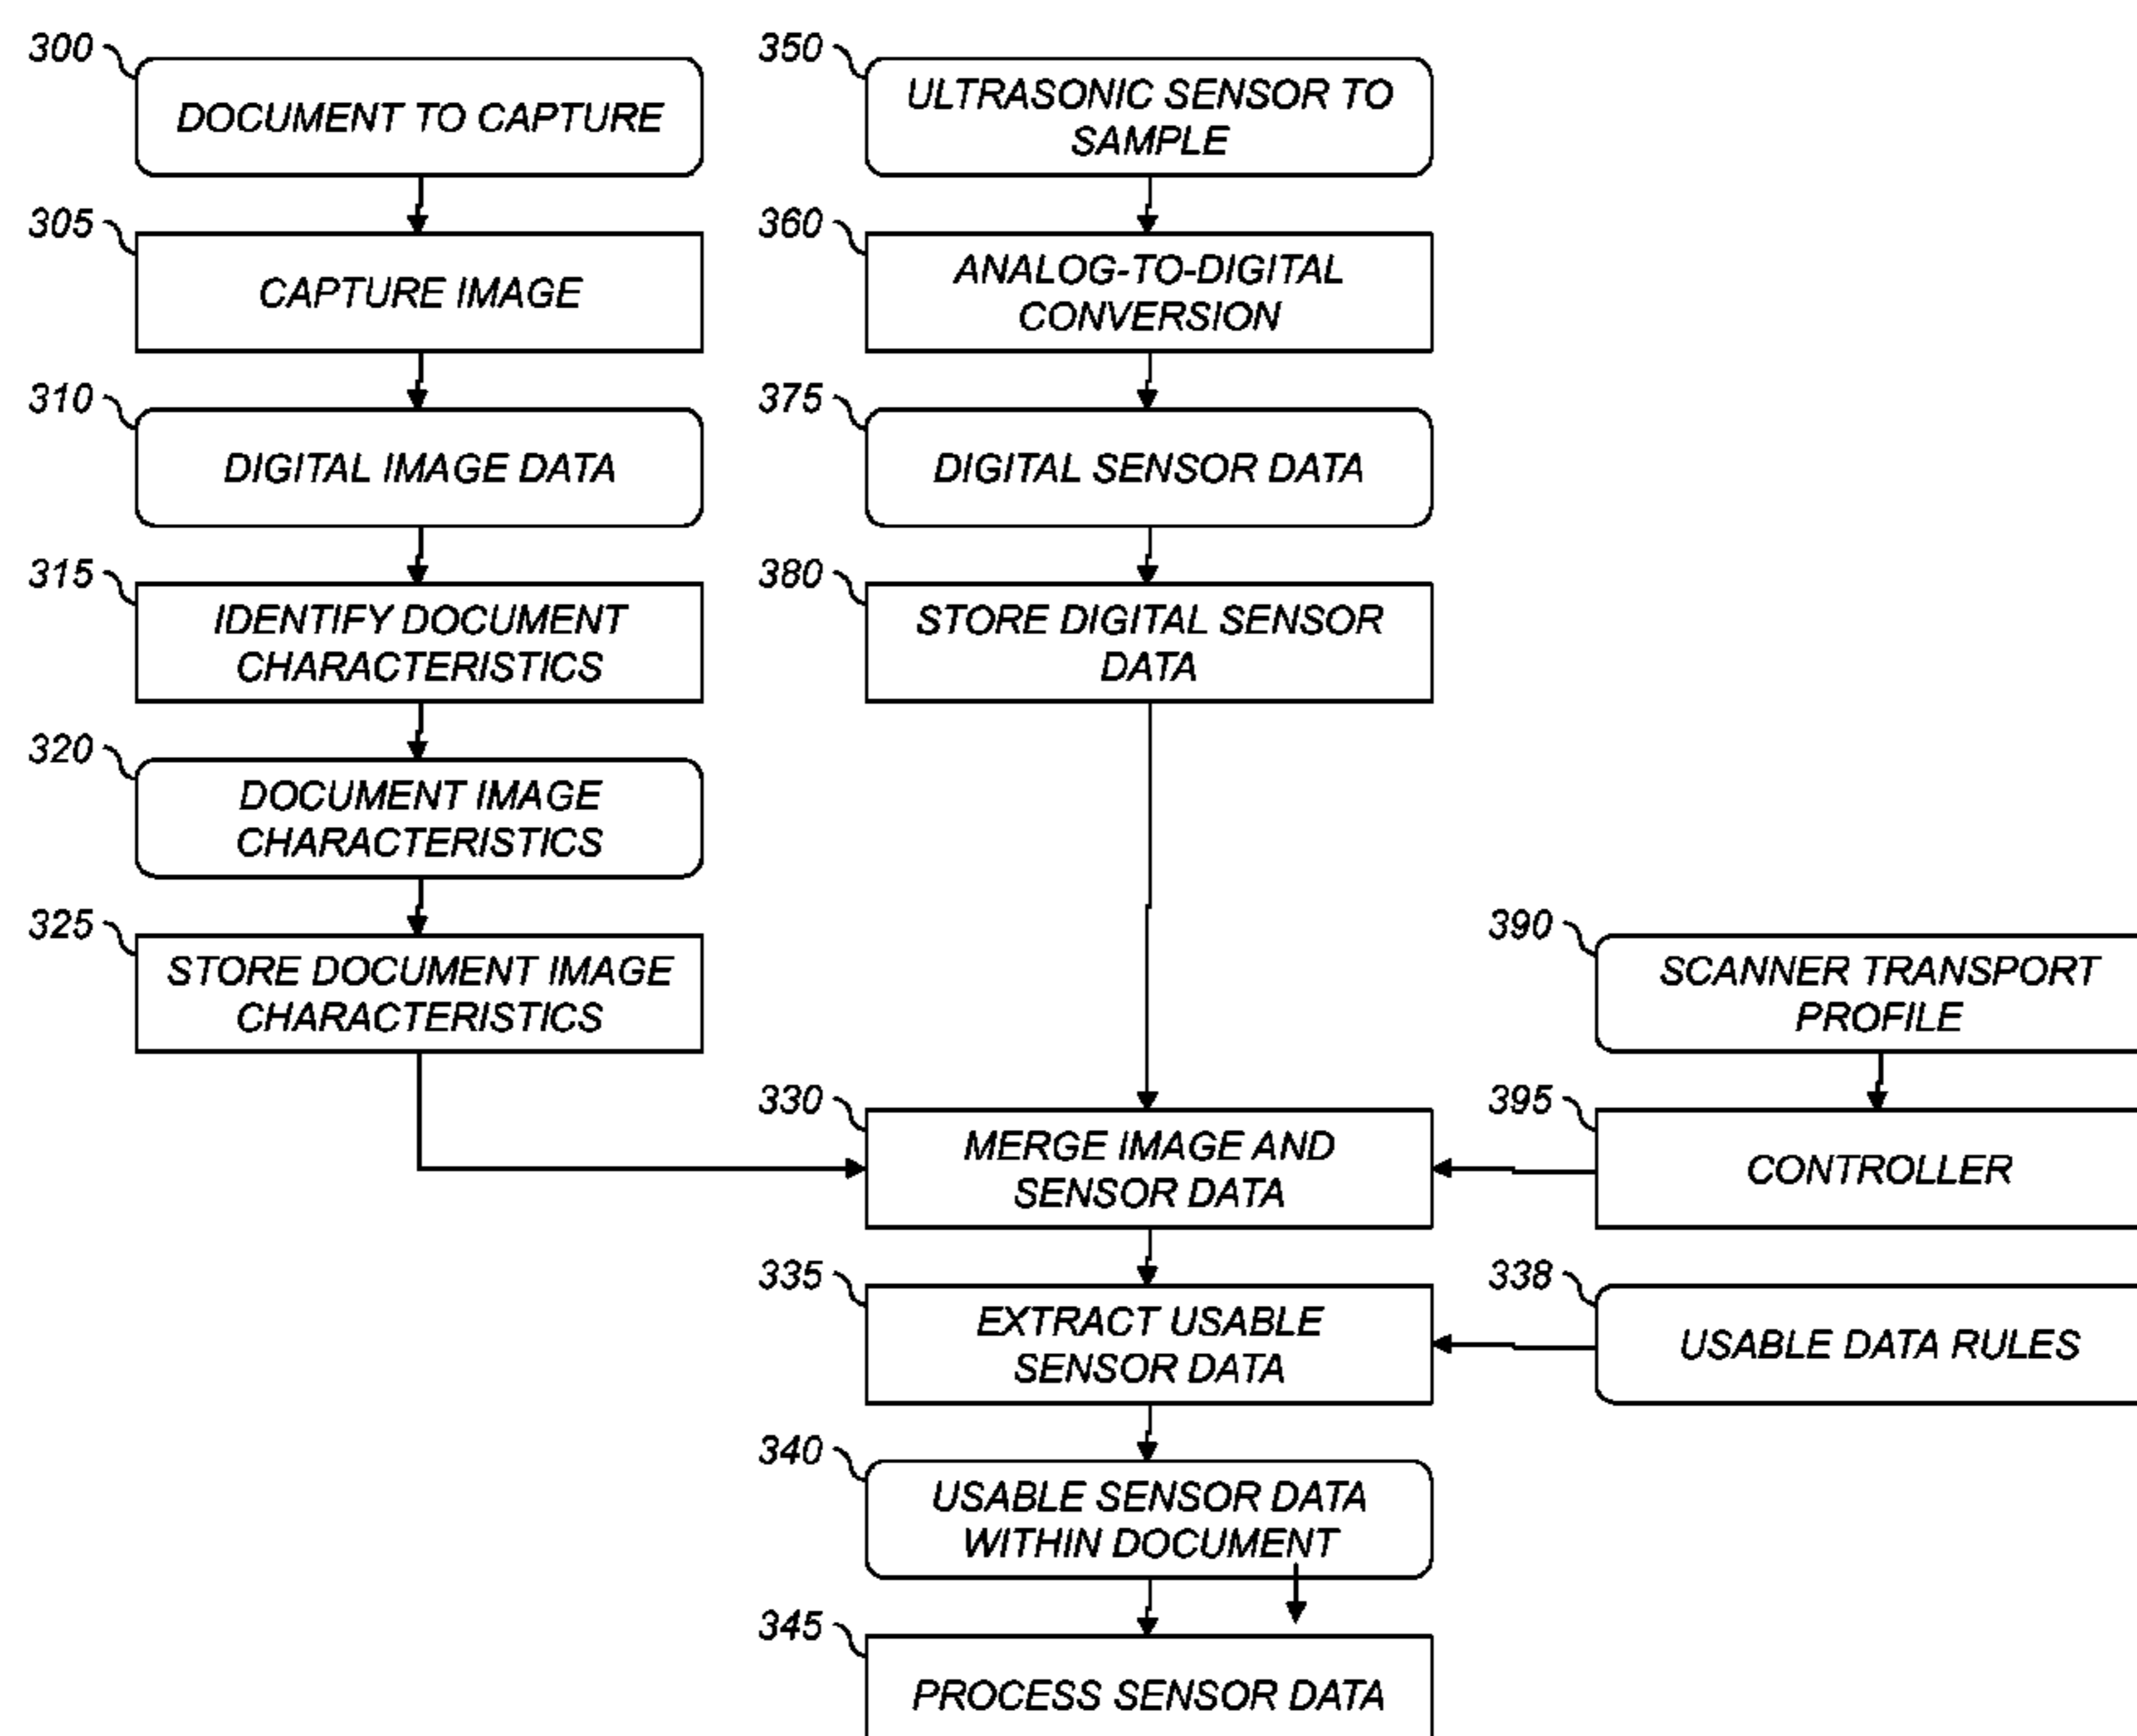 300
DOCUMENT TO CAPTURE
305
CAPTURE IMAGE
310
DIGITAL IMAGE DATA
315
IDENTIFY DOCUMENT
CHARACTERISTICS
320
DOCUMENT IMAGE
CHARACTERISTICS
325
STORE DOCUMENT IMAGE
CHARACTERISTICS
350
ULTRASONIC SENSOR TO
SAMPLE
360
ANALOG-TO-DIGITAL
CONVERSION
375
DIGITAL SENSOR DATA
380
STORE DIGITAL SENSOR
DATA
330
MERGE IMAGE AND
SENSOR DATA
335
EXTRACT USABLE
SENSOR DATA
340
USABLE SENSOR DATA
WITHIN DOCUMENT
345
PROCESS SENSOR DATA
390
SCANNER TRANSPORT
PROFILE
395
CONTROLLER
338
USABLE DATA RULES